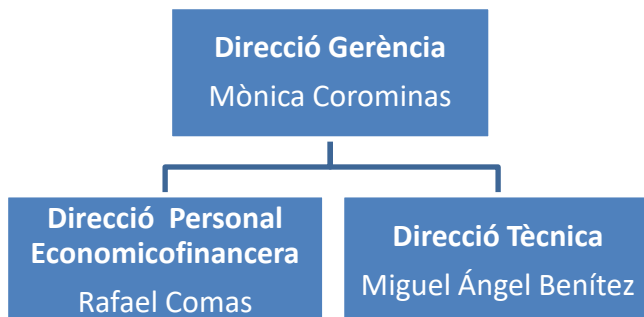 Direcció Gerència
Mònica Corominas
Direcció Personal
Economicofinancera
Rafael Comas
Direcció Tècnica
Miguel Ángel Benítez